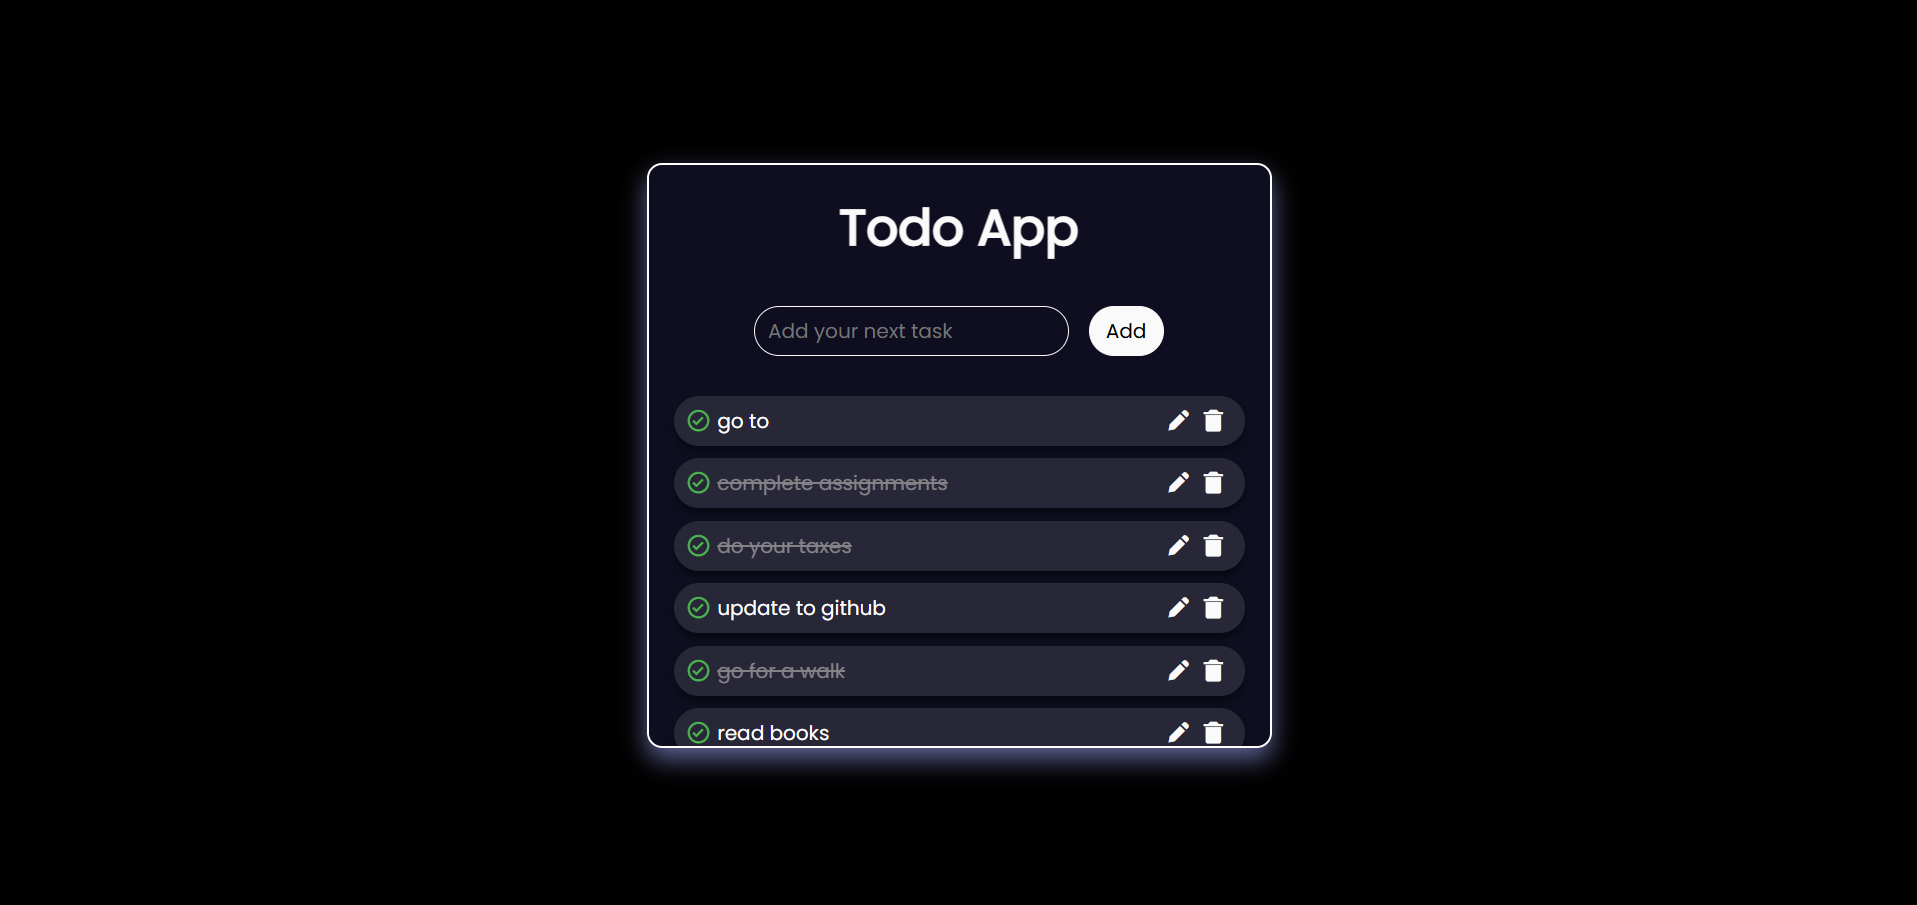 Todo App
Add your next task
Add
go to
complete assignments
do your taxes
update to github
go for a walk
read books